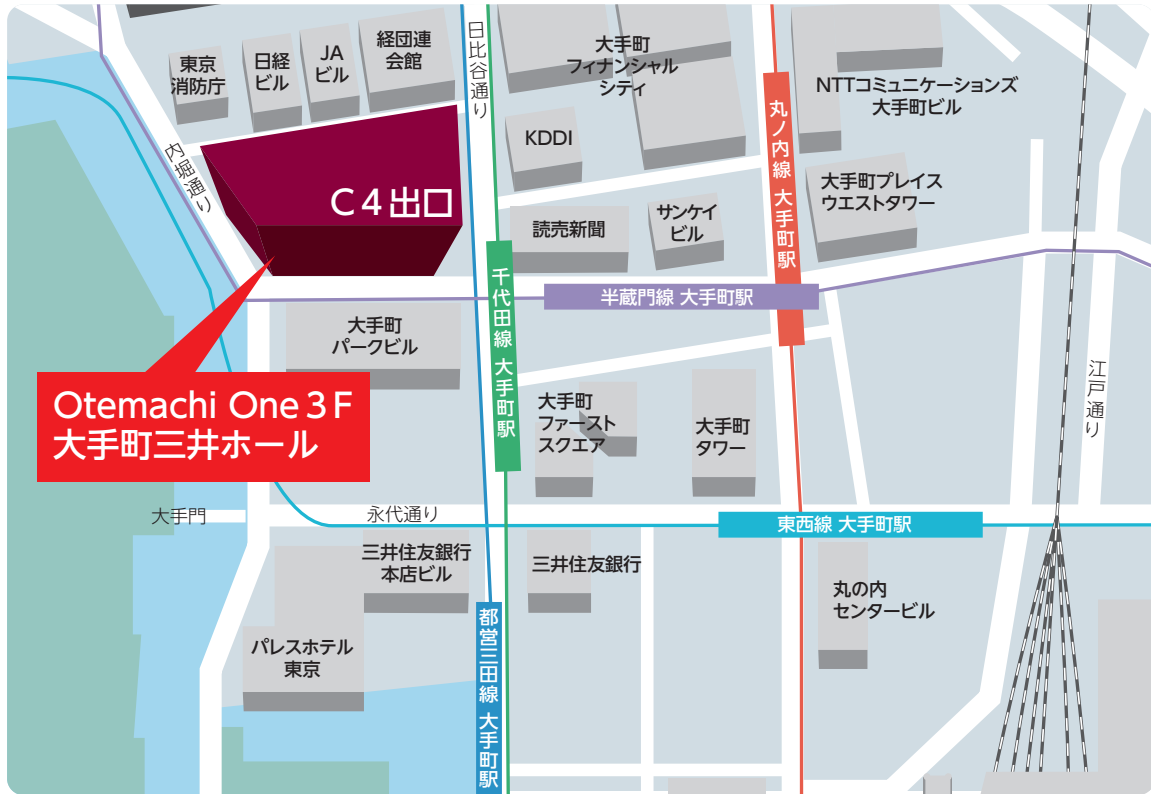 東京
消防庁
日経
ビル
JA
ビル
経団連
会館
日比谷通り
大手町
フィナンシャル
シティ
KDDI
丸ノ内線 大手町駅
NTTコミュニケーションズ
大手町ビル
内堀通り
C4出口
読売新聞
サンケイ
ビル
大手町プレイス
ウエストタワー
千代田線 大手町駅
半蔵門線 大手町駅
大手町
パークビル
Otemachi One 3F
大手町三井ホール
大手町
ファースト
スクエア
大手町
タワー
江戸通り
大手門
永代通り
東西線 大手町駅
三井住友銀行
本店ビル
三井住友銀行
丸の内
センタービル
パレスホテル
東京
都営三田線 大手町駅